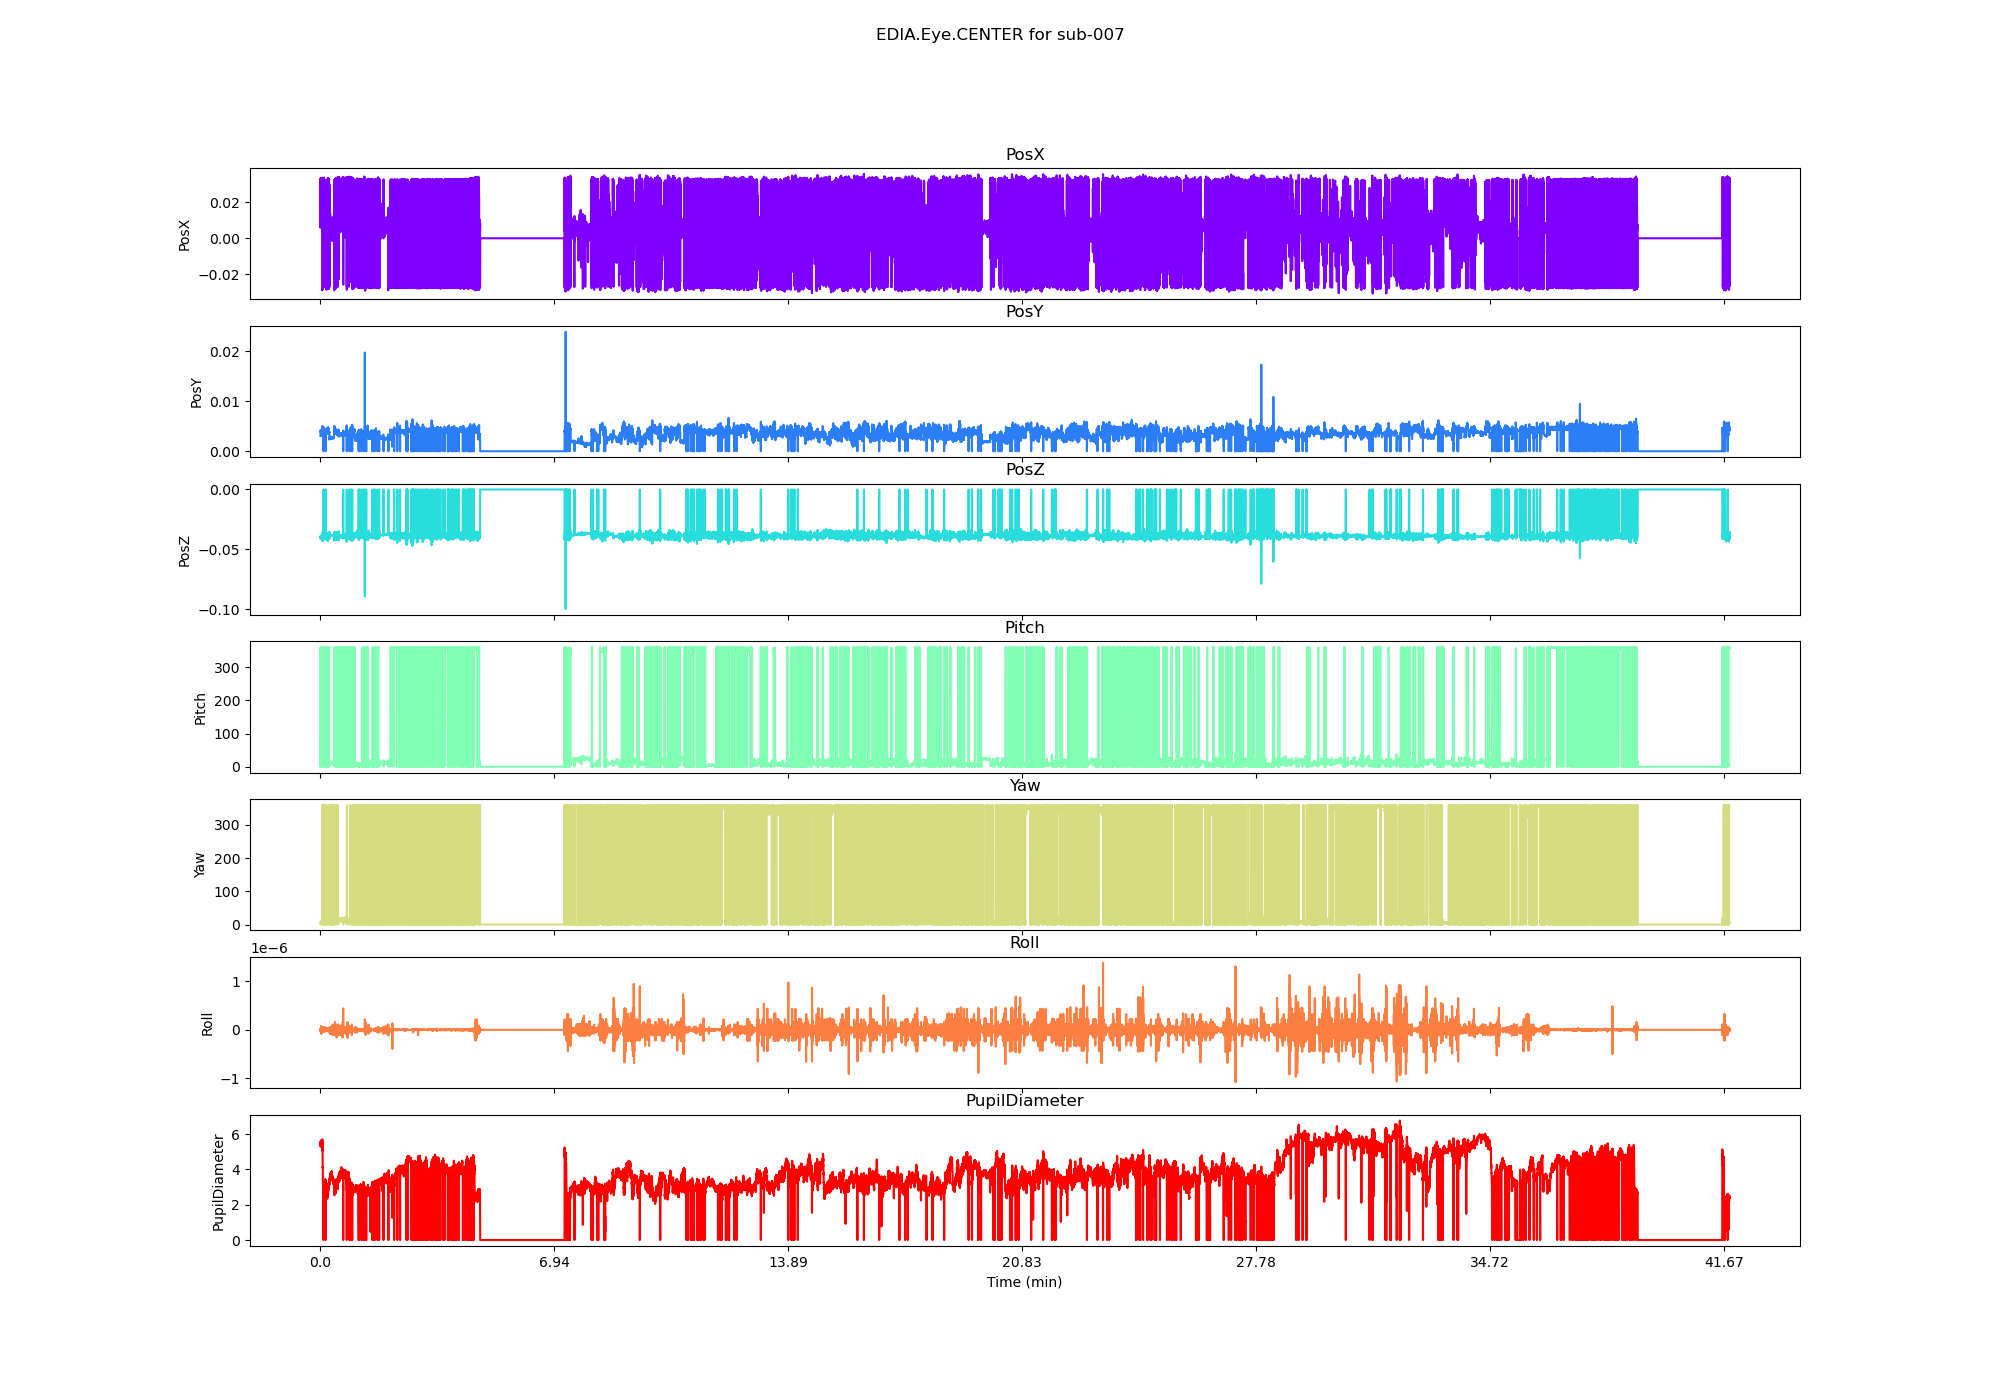 EDIA.Eye.CENTER for sub-007
PosX
PosX
0.02
0.00
−0.02
PosY
PosY
0.02
0.01
0.00
PosZ
PosZ
0.00
−0.05
−0.10
Pitch
Pitch
300
200
100
0
Yaw
Yaw
300
200
100
0
1e−6
Roll
Roll
1
0
−1
PupilDiameter
PupilDiameter
6
4
2
0
0.0 6.94 13.89 20.83 27.78 34.72 41.67
Time (min)